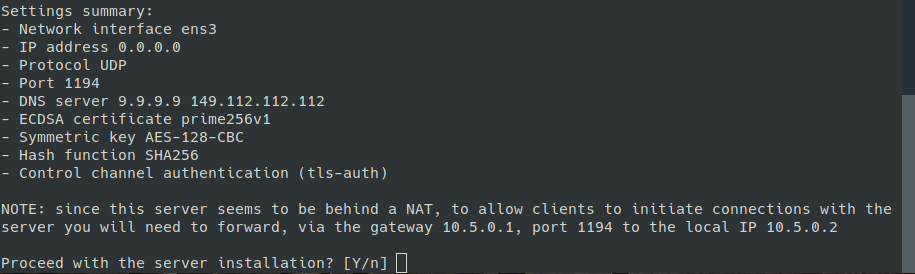 Settings summary:
- Network interface ens3
- IP address 0.0.0.0
- Protocol UDP
- Port 1194
- DNS server 9.9.9.9 149.112.112.112
- ECDSA certificate prime256v1
- Symmetric key AES-128-CBC
- Hash function SHA256
- Control channel authentication (tls-auth)
NOTE: since this server seems to be behind a NAT, to allow clients to initiate connections with the
server you will need to forward, via the gateway 10.5.0.1, port 1194 to the local IP 10.5.0.2
Proceed with the server installation? [Y/n]